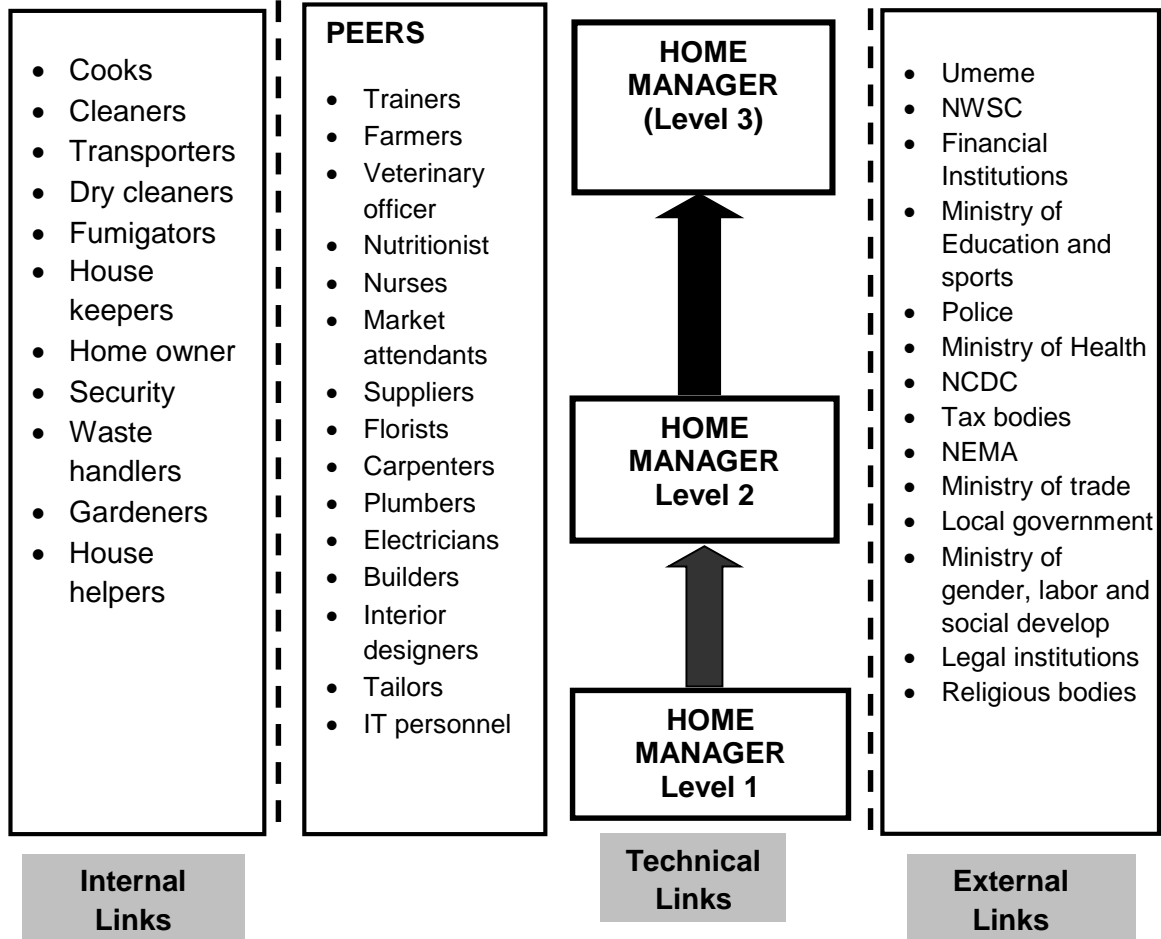 • Cooks
• Cleaners
• Transporters
• Dry cleaners
• Fumigators
• House
keepers
• Home owner
• Security
• Waste
handlers
• Gardeners
• House
helpers
Internal
Links
PEERS
• Trainers
• Farmers
• Veterinary
officer
• Nutritionist
• Nurses
• Market
attendants
• Suppliers
• Florists
• Carpenters
• Plumbers
• Electricians
• Builders
• Interior
designers
• Tailors
• IT personnel
HOME
MANAGER
(Level 3)
HOME
MANAGER
Level 2
HOME
MANAGER
Level 1
Technical
Links
• Umeme
• NWSC
• Financial
Institutions
• Ministry of
Education and
sports
• Police
• Ministry of Health
• NCDC
• Tax bodies
• NEMA
• Ministry of trade
• Local government
• Ministry of
gender, labor and
social develop
• Legal institutions
• Religious bodies
External
Links